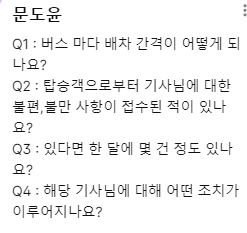 문도윤
Q1 : 버스 마다 배차 간격이 어떻게 되
나요?
Q2 : 탑승객으로부터 기사님에 대한
불편,불만 사항이 접수된 적이 있나
요?
Q3 : 있다면 한 달에 몇 건 정도 있나
요?
Q4 : 해당 기사님에 대해 어떤 조치가
이루어지나요?